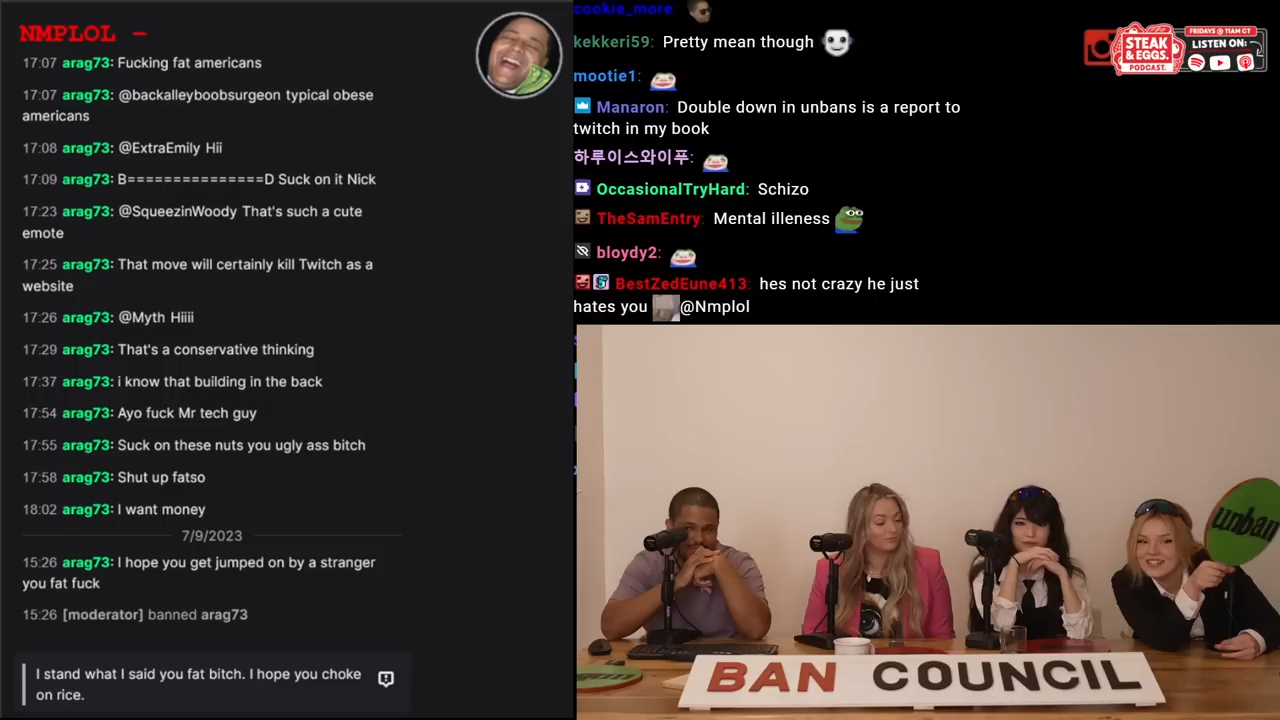 NMPLOL -
17:07 arag73: Fucking fat americans
17:07 arag73: @backalleyboobsurgeon typical obese
americans
17:08 arag73: @ExtraEmily Hii
17:09 arag73: B===============D Suck on it Nick
17:23 arag73: @SqueezinWoody That's such a cute
emote
17:25 arag73: That move will certainly kill Twitch as a
website
17:26 arag73: @Myth Hiiii
17:29 arag73: That's a conservative thinking
17:37 arag73: i know that building in the back
17:54 arag73: Ayo fuck Mr tech guy
17:55 arag73: Suck on these nuts you ugly ass bitch
17:58 arag73: Shut up fatso
18:02 arag73: I want money
7/9/2023
15:26 arag73: I hope you get jumped on by a stranger
you fat fuck
15:26 [moderator] banned arag73
I stand what I said you fat bitch. I hope you choke
on rice.
cookie_more
kekkeri59: Pretty mean though
mootie1:
Manaron: Double down in unbans is a report to
twitch in my book
하루이스와이푸:
OccasionalTryHard: Schizo
TheSamEntry: Mental illeness
bloydy2:
BestZedEune413: hes not crazy he just
hates you @Nmplol
STEAK
& EGGS.
PODCAST.
FRIDAYS @ 11AM CT
LISTEN ON:
unban
BAN COUNCIL